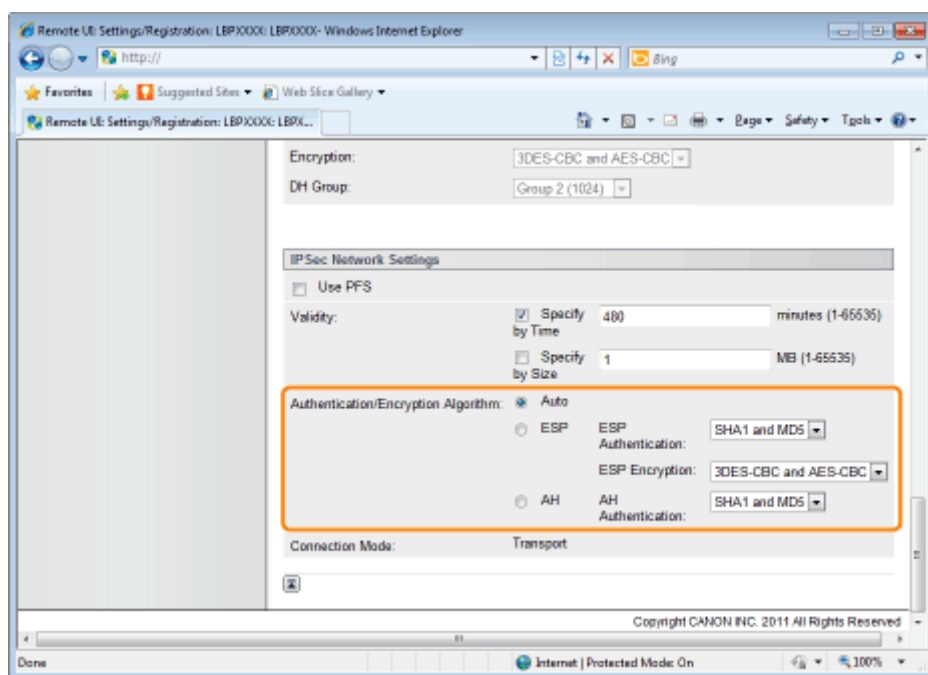 Remote UI: Settings/Registration: LBPXXXX: LBPXXXX- Windows Internet Explorer
http://
Bing
Favorites Suggested Sites Web Slice Gallery
Remote UI: Settings/Registration: LBPXXXX: LBPX...
Page Safety Tools
Encryption: 3DES-CBC and AES-CBC
DH Group: Group 2 (1024)
IPSec Network Settings
Use PFS
Validity: Specify by Time 480 minutes (1-65535)
Specify by Size 1 MB (1-65535)
Authentication/Encryption Algorithm: Auto
ESP ESP Authentication: SHA1 and MD5
ESP Encryption: 3DES-CBC and AES-CBC
AH AH Authentication: SHA1 and MD5
Connection Mode: Transport
Copyright CANON INC. 2011 All Rights Reserved
Done Internet | Protected Mode: On 100%